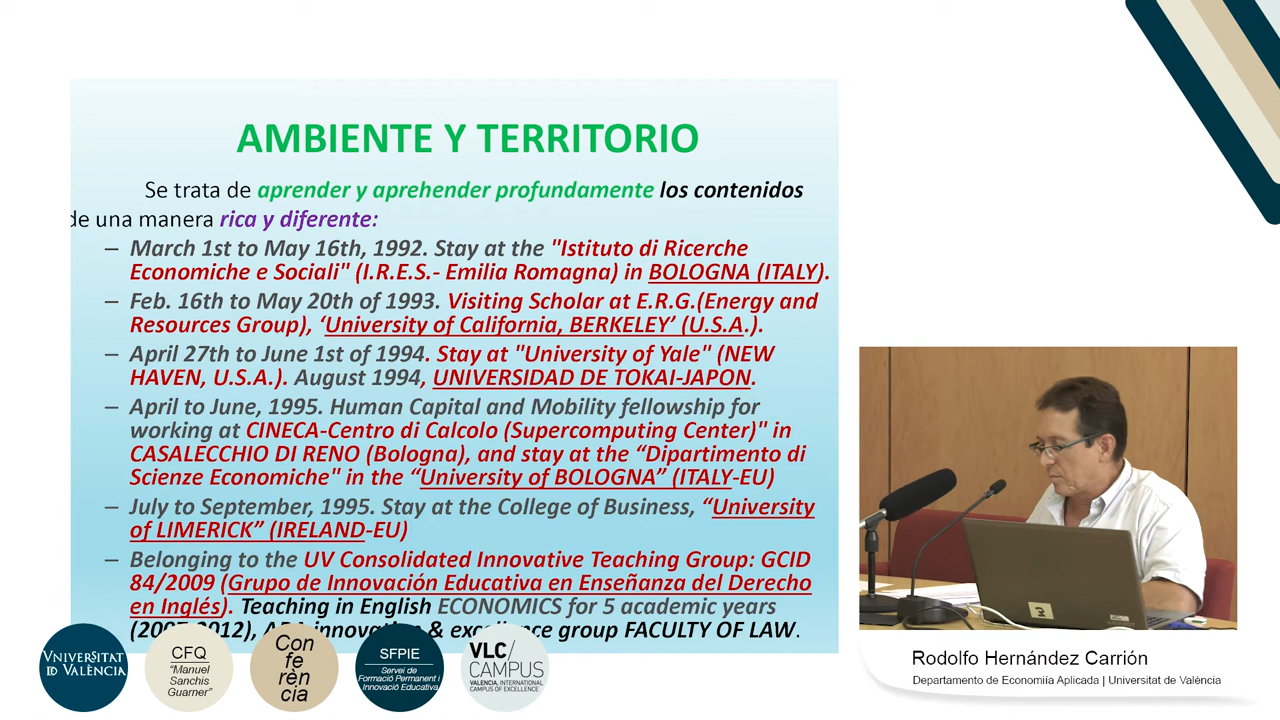 AMBIENTE Y TERRITORIO
Se trata de aprender y aprehender profundamente los contenidos
de una manera rica y diferente:
– March 1st to May 16th, 1992. Stay at the "Istituto di Ricerche
Economiche e Sociali" (I.R.E.S.- Emilia Romagna) in BOLOGNA (ITALY).
– Feb. 16th to May 20th of 1993. Visiting Scholar at E.R.G.(Energy and
Resources Group), ‘University of California, BERKELEY’ (U.S.A.).
– April 27th to June 1st of 1994. Stay at "University of Yale" (NEW
HAVEN, U.S.A.). August 1994, UNIVERSIDAD DE TOKAI-JAPON.
– April to June, 1995. Human Capital and Mobility fellowship for
working at CINECA-Centro di Calcolo (Supercomputing Center)" in
CASALECCHIO DI RENO (Bologna), and stay at the “Dipartimento di
Scienze Economiche" in the “University of BOLOGNA” (ITALY-EU)
– July to September, 1995. Stay at the College of Business, “University
of LIMERICK” (IRELAND-EU)
– Belonging to the UV Consolidated Innovative Teaching Group: GCID
84/2009 (Grupo de Innovación Educativa en Enseñanza del Derecho
en Inglés). Teaching in English ECONOMICS for 5 academic years
& group FACULTY OF LAW.
VNIVERSITAT
ID VALÈNCIA
CFQ
“Manuel
Sanchis
Guarner”
Con
fe
rèn
cia
SFPIE
Servei de
Formació Permanent i
Innovació Educativa
VLC/
CAMPUS
VALENCIA, INTERNATIONAL
CAMPUS OF EXCELLENCE
3
Rodolfo Hernández Carrión
Departamento de Economiía Aplicada | Universitat de València